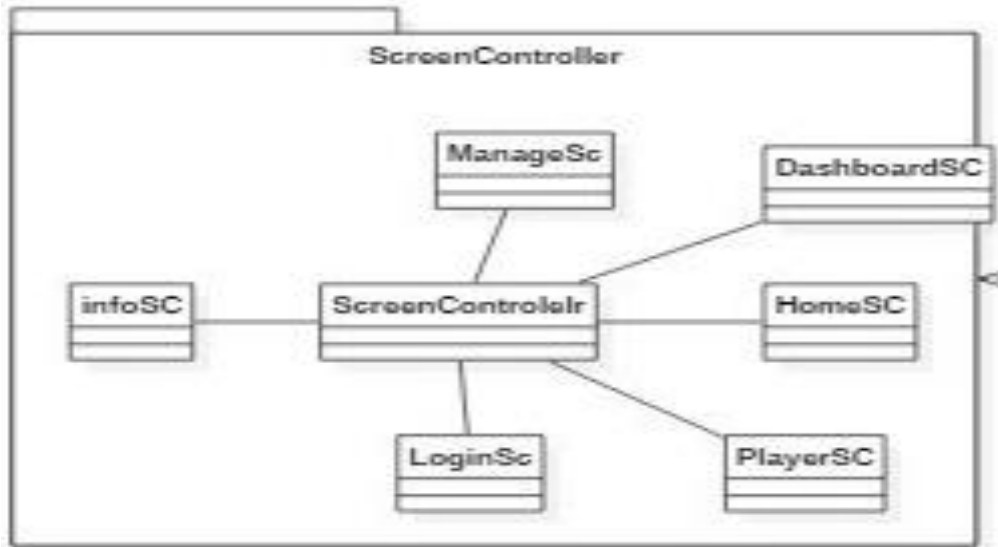 ScreenController
ManageSc
DashboardSC
infoSC
ScreenControlelr
HomeSC
LoginSc
PlayerSC